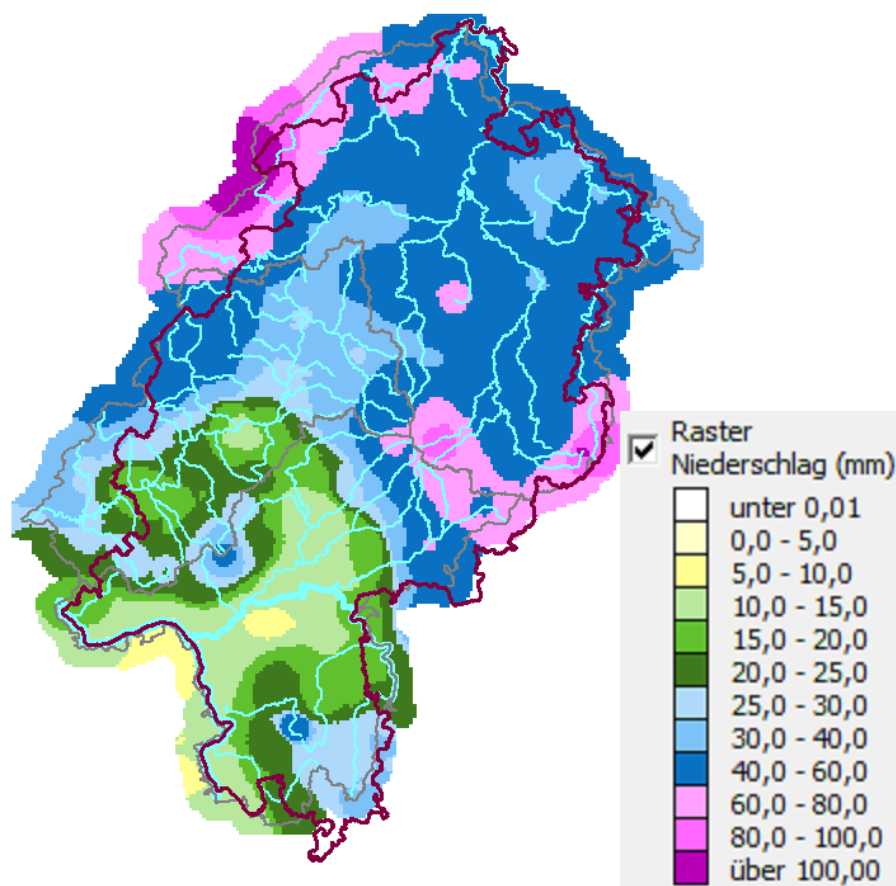 Raster
Niederschlag (mm)
unter 0,01
0,0 - 5,0
5,0 - 10,0
10,0 - 15,0
15,0 - 20,0
20,0 - 25,0
25,0 - 30,0
30,0 - 40,0
40,0 - 60,0
60,0 - 80,0
80,0 - 100,0
über 100,00